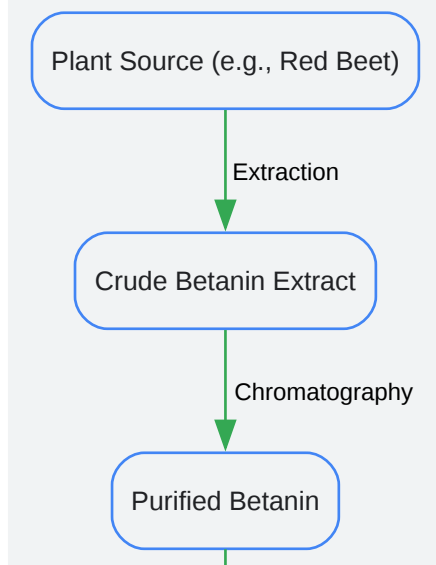 Plant Source (e.g., Red Beet)
Extraction
Crude Betanin Extract
Chromatography
Purified Betanin